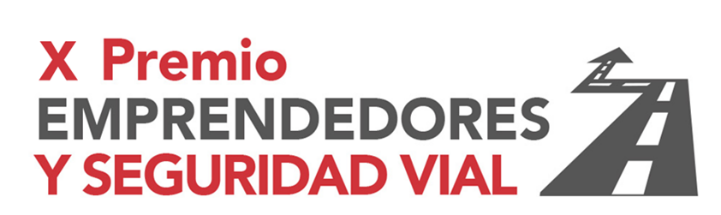 X Premio
EMPRENDEDORES
Y SEGURIDAD VIAL